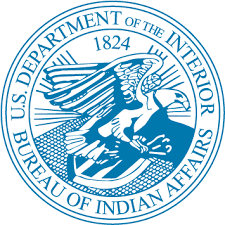 U.S. DEPARTMENT OF THE INTERIOR
1824
BUREAU OF INDIAN AFFAIRS